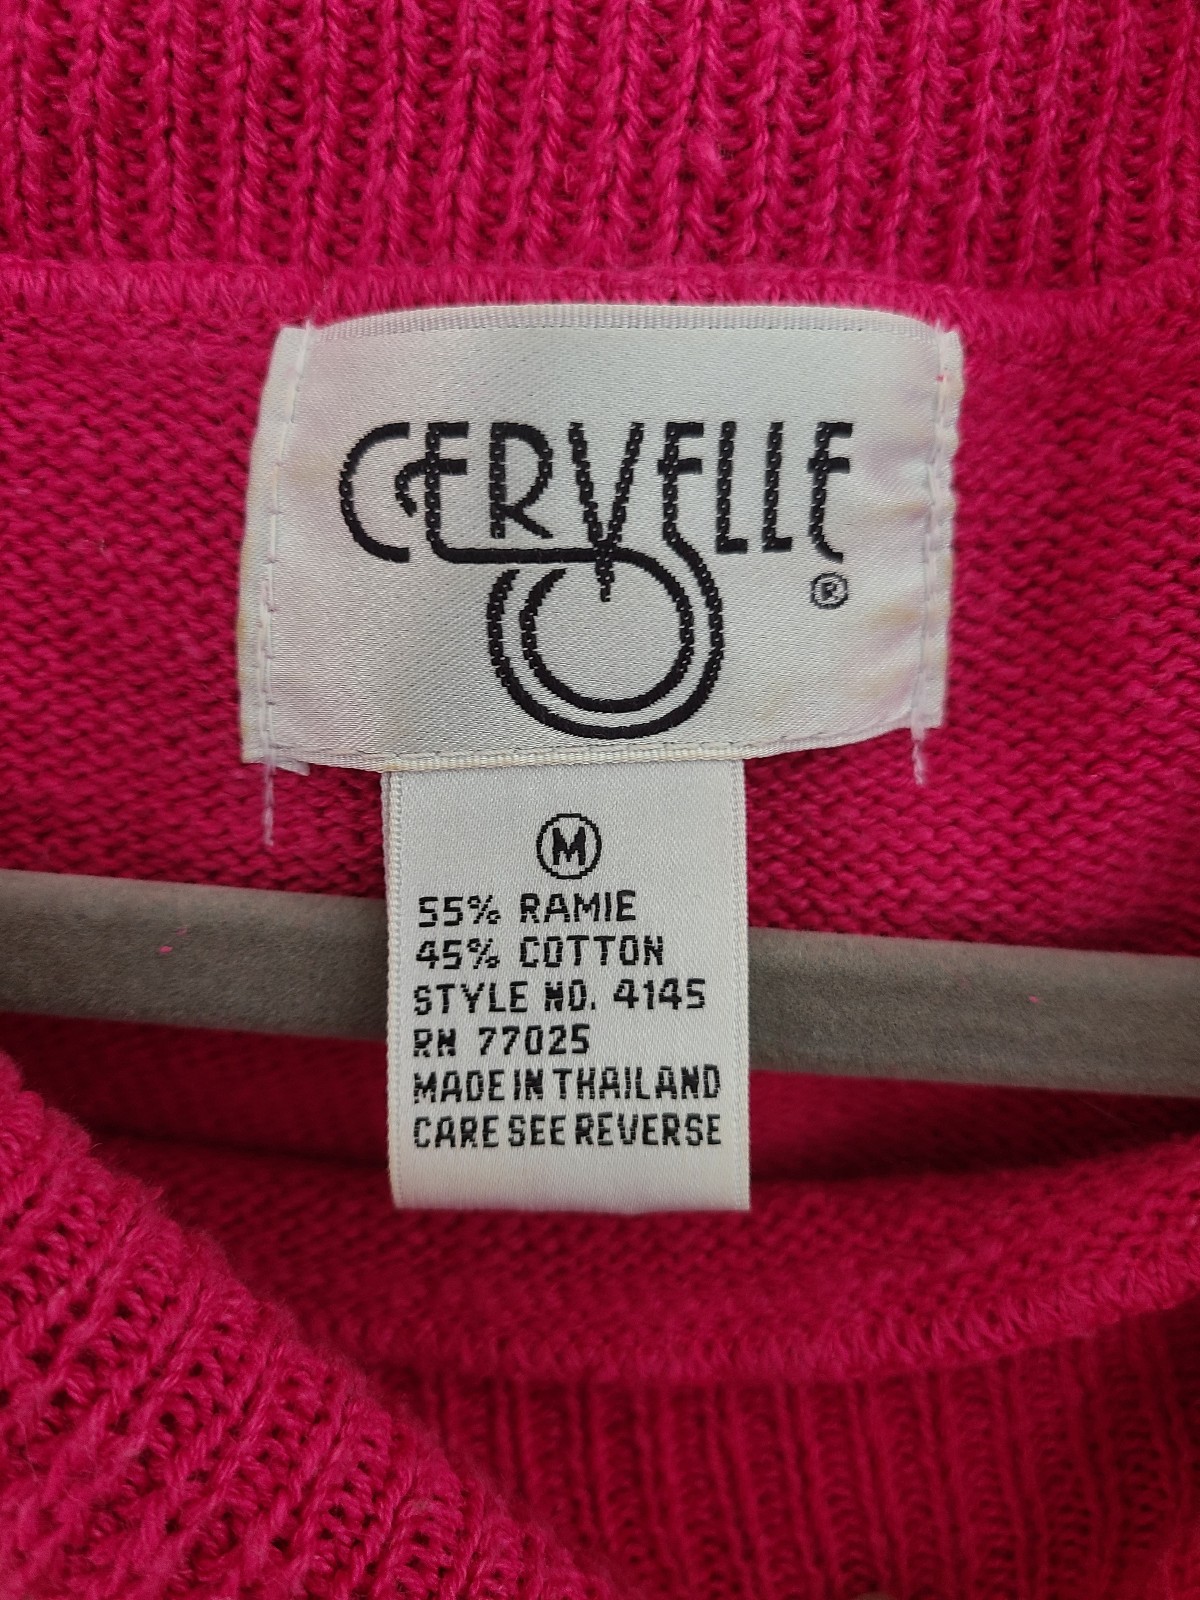 CERVELLE
®
M
55% RAMIE
45% COTTON
STYLE NO. 4145
RN 77025
MADE IN THAILAND
CARE SEE REVERSE